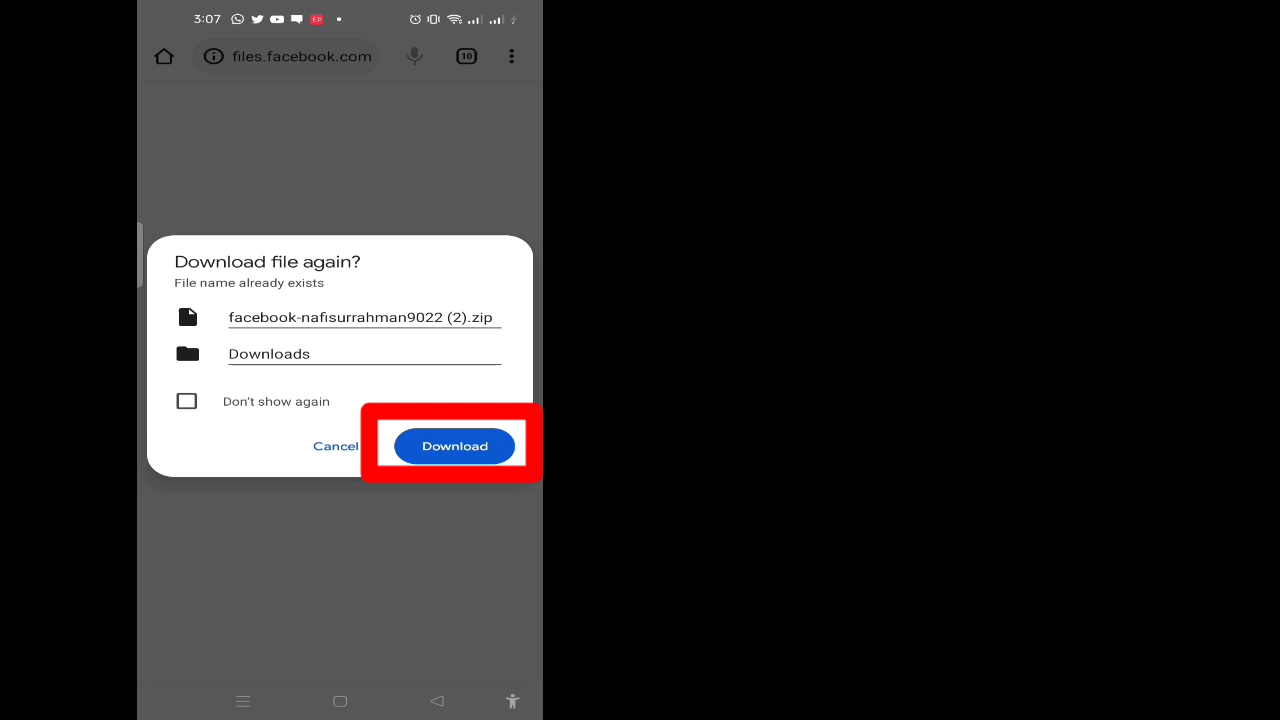 3:07
files.facebook.com
10
Download file again?
File name already exists
facebook-nafisurrahman9022 (2).zip
Downloads
Don't show again
Cancel
Download